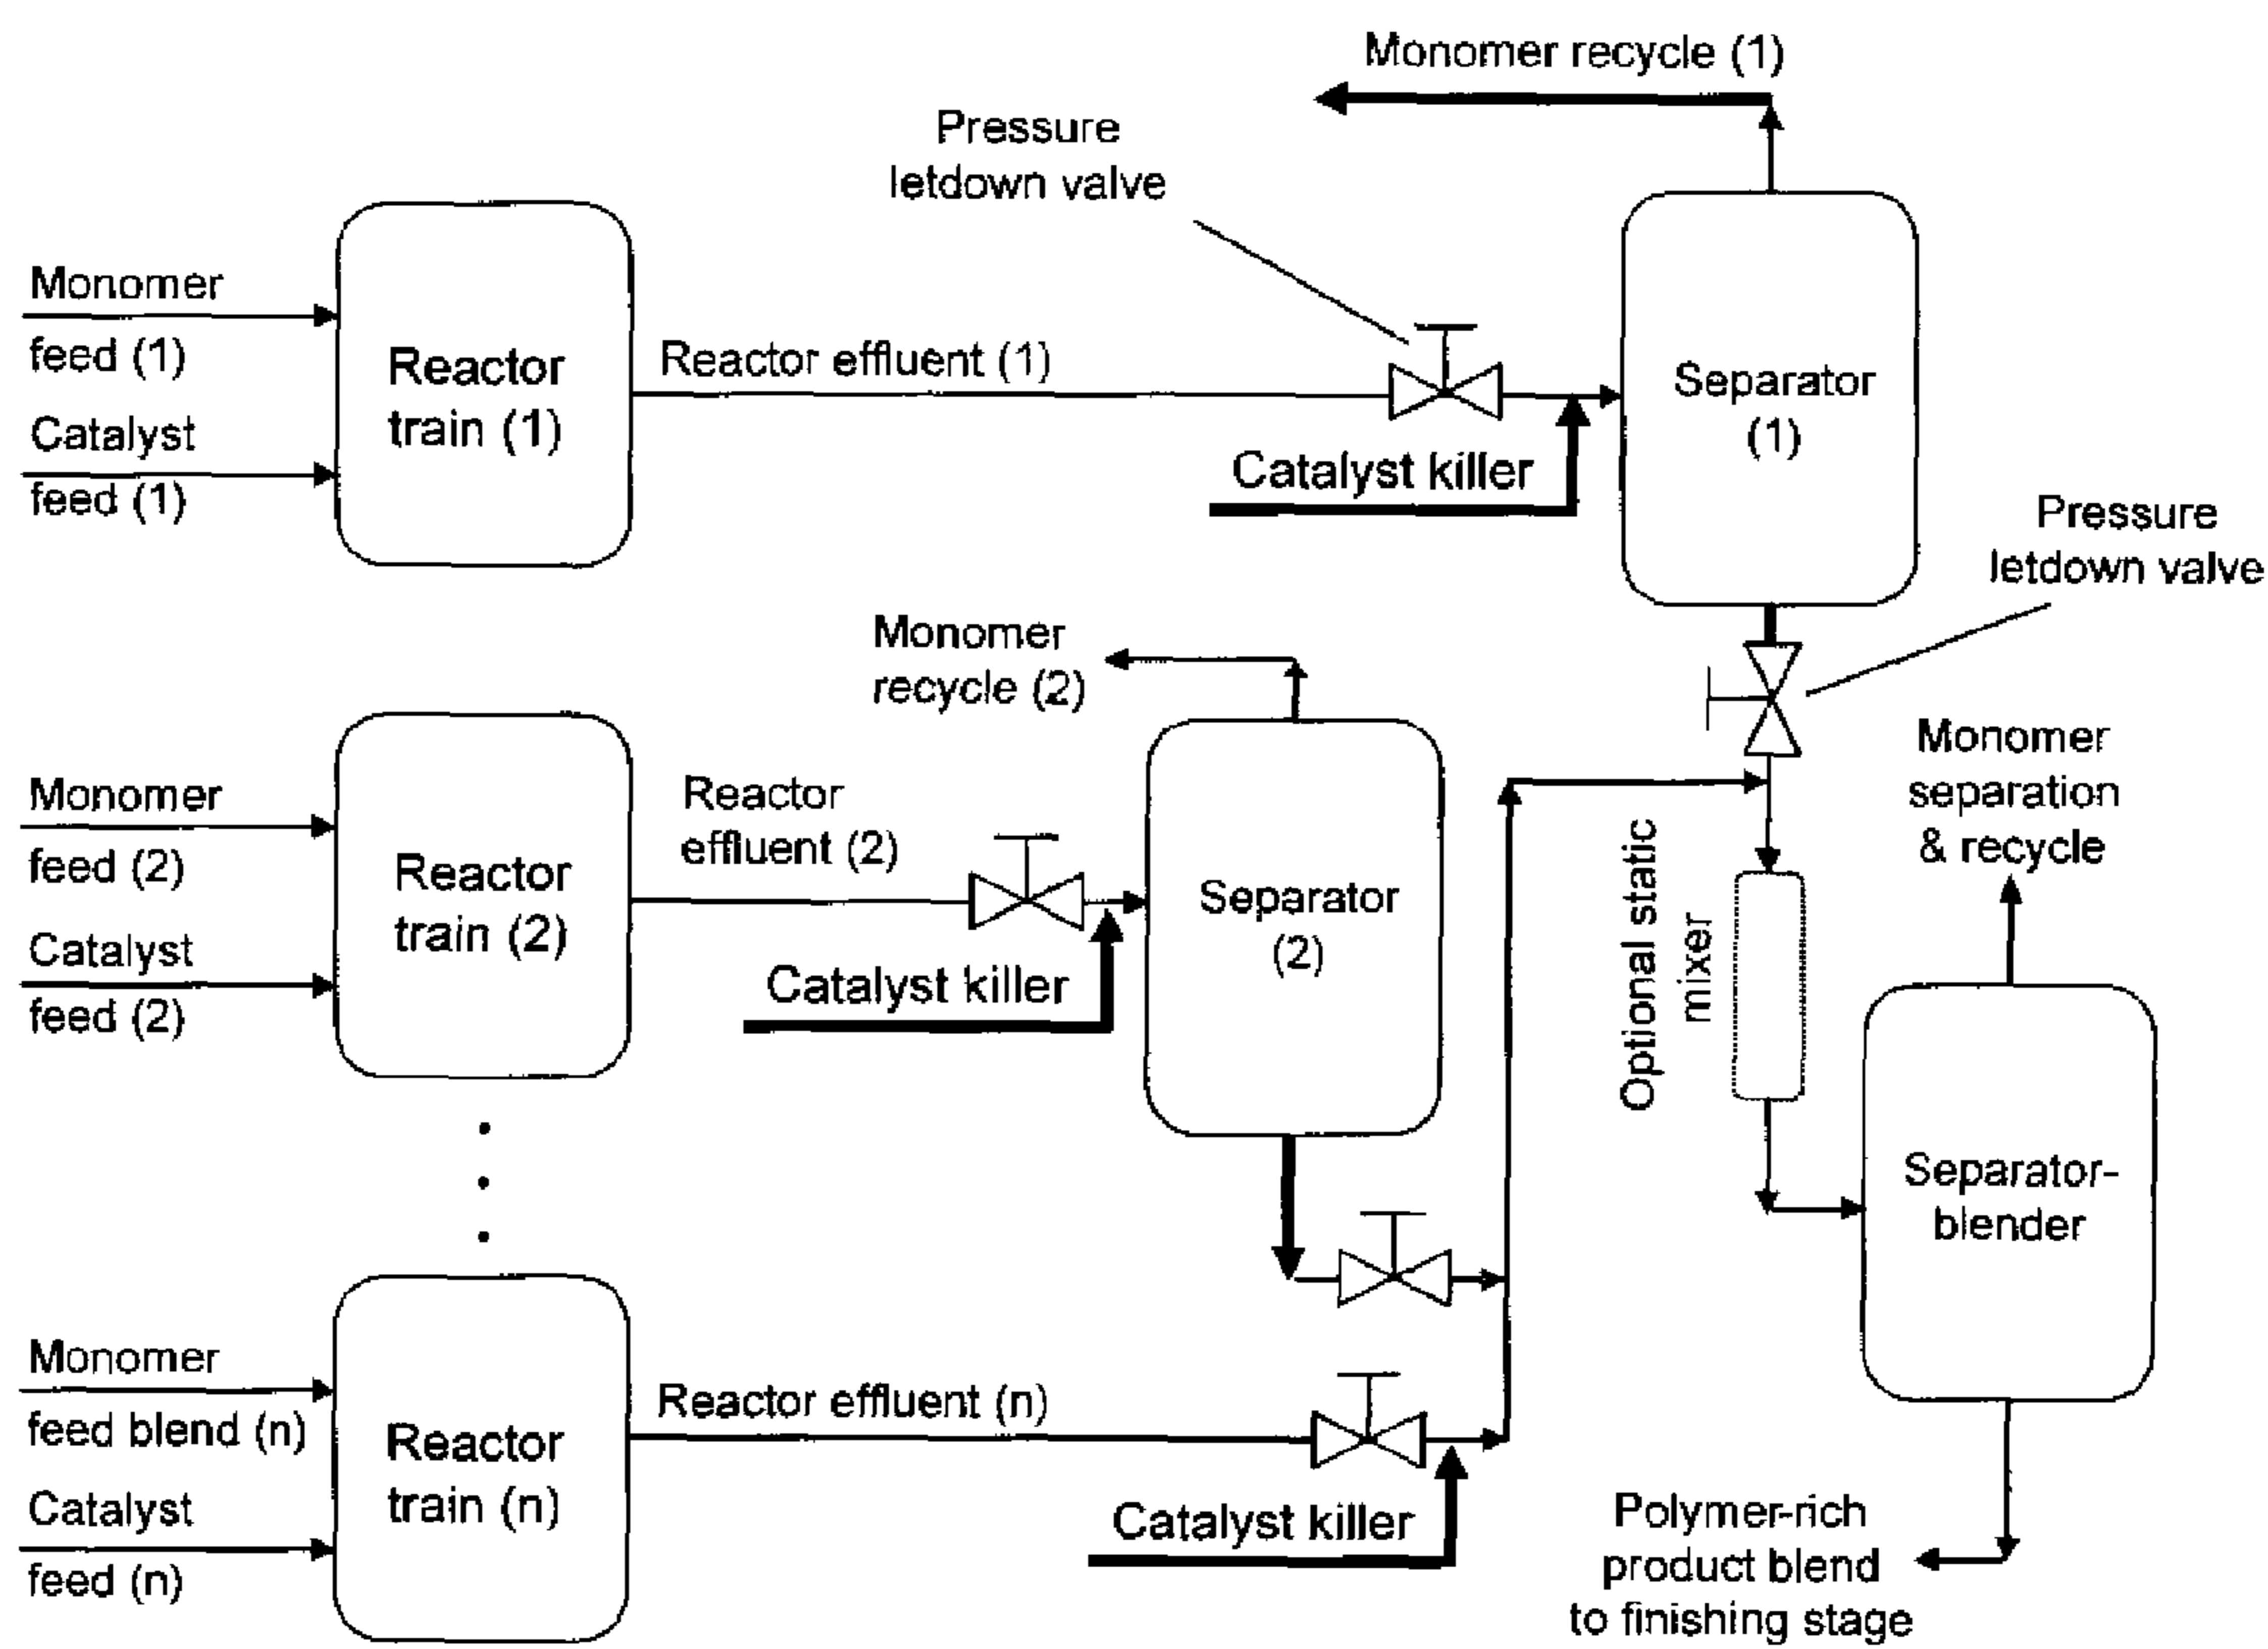 Monomer recycle (1)
Pressure
letdown valve
Monomer
feed (1)
Catalyst
feed (1)
Reactor
train (1)
Reactor effluent (1)
Catalyst killer
Separator
(1)
Pressure
letdown valve
Monomer
recycle (2)
Monomer
feed (2)
Catalyst
feed (2)
Reactor
train (2)
Reactor
effluent (2)
Catalyst killer
Separator
(2)
Optional static
mixer
Monomer
separation
& recycle
Separator-
blender
Monomer
feed blend (n)
Catalyst
feed (n)
Reactor
train (n)
Reactor effluent (n)
Catalyst killer
Polymer-rich
product blend
to finishing stage